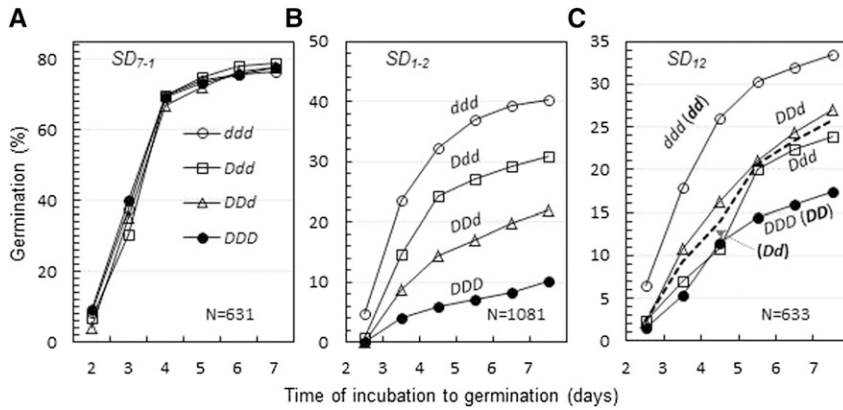 A
B
C
SD7-1
SD1-2
SD12
Germination (%)
80
60
40
20
0
ddd
Ddd
DDd
DDD
N=631
2 3 4 5 6 7
50
40
30
20
10
0
ddd
Ddd
DDd
DDD
N=1081
2 3 4 5 6 7
35
30
25
20
15
10
5
0
ddd (dd)
DDd
Ddd
DDD (DD)
(Dd)
N=633
2 3 4 5 6 7
Time of incubation to germination (days)